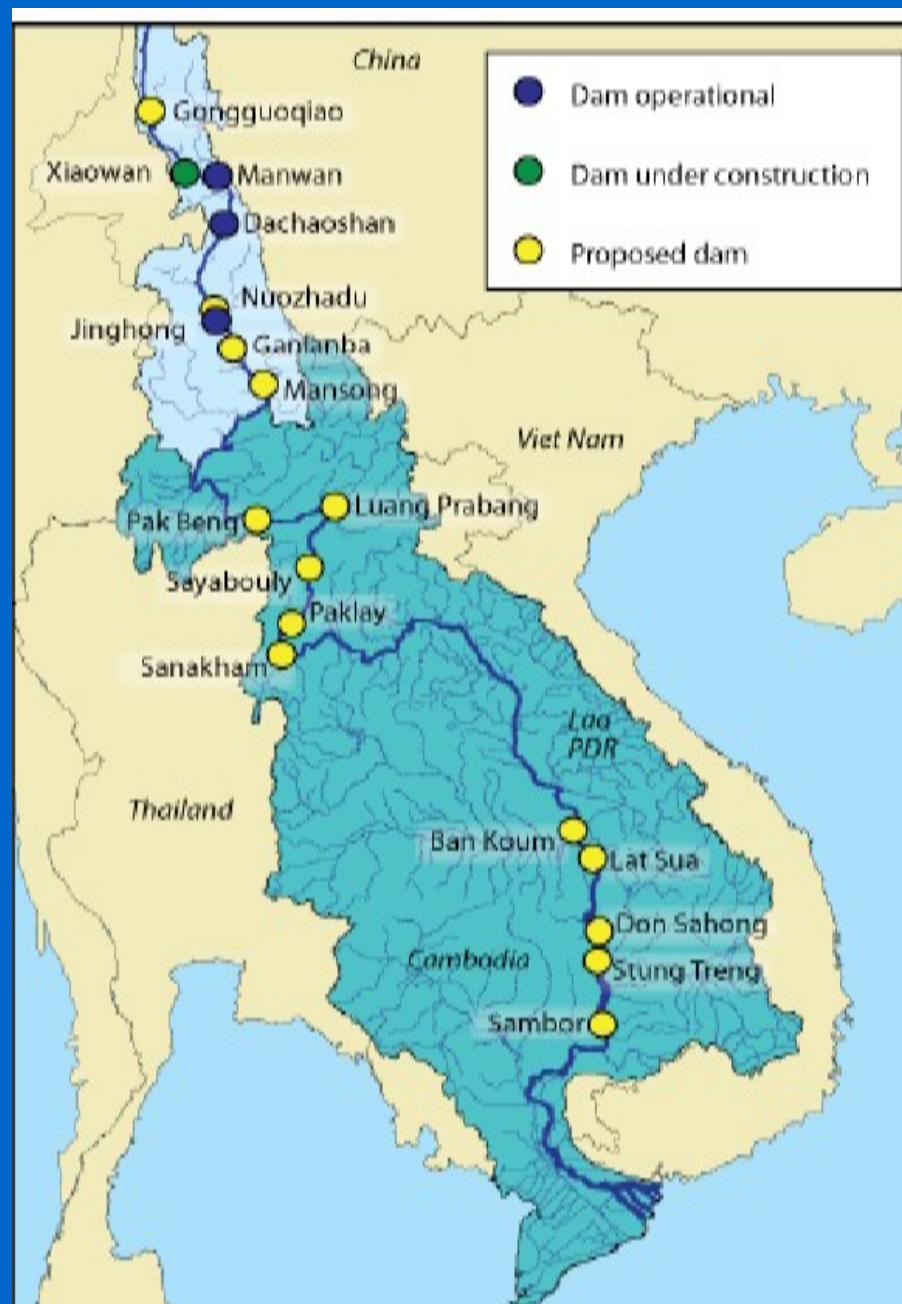 China
Dam operational
Dam under construction
Proposed dam
Gongguoqiao
Xiaowan
Manwan
Dachaoshan
Nuozhadu
Jinghong
Ganlanba
Mansong
Viet Nam
Luang Prabang
Pak Beng
Sayabouly
Paklay
Sanakham
Lao
PDR
Thailand
Ban Koum
Lat Sua
Don Sahong
Cambodia
Stung Treng
Sambor